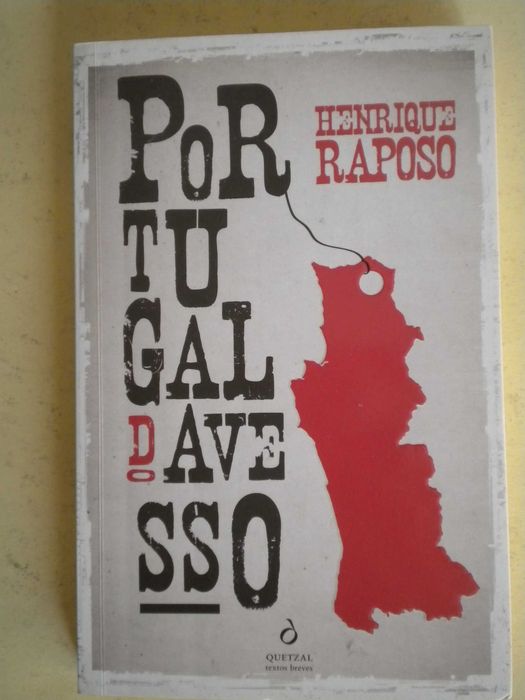 POR
TU
GAL
DO AVE
SSO
HENRIQUE
RAPOSO
QUETZAL
textos breves